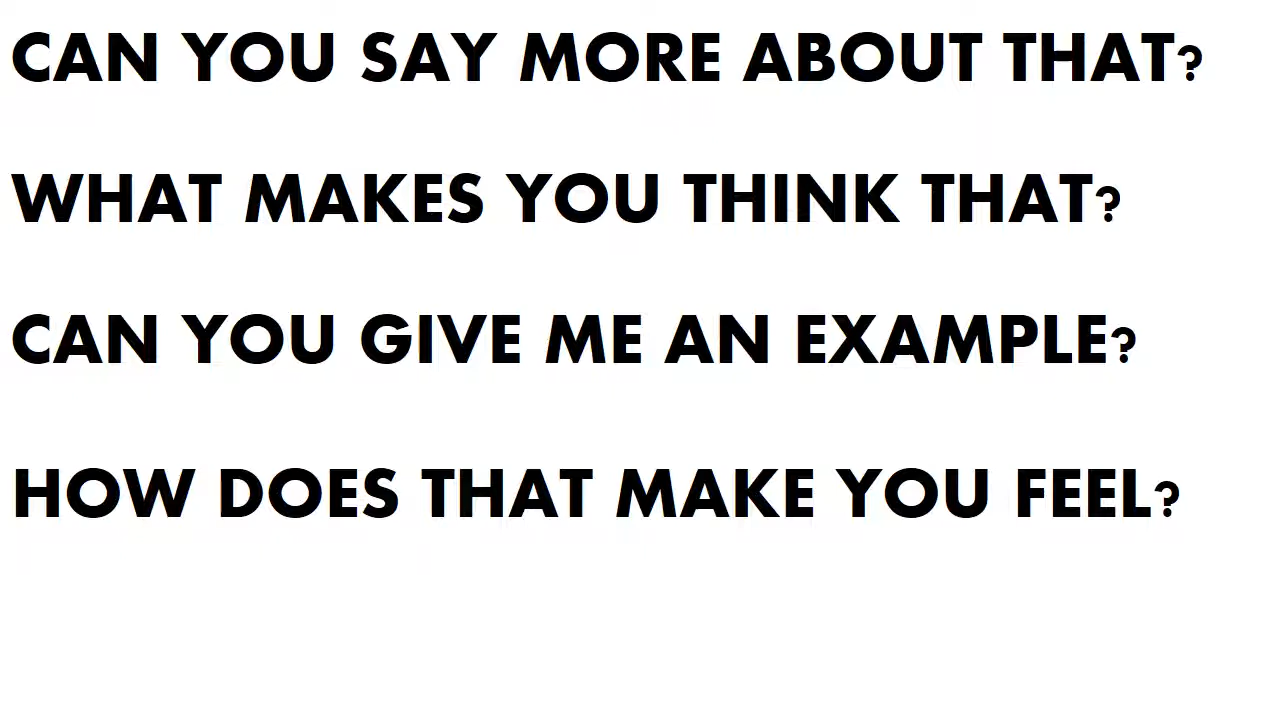 CAN YOU SAY MORE ABOUT THAT?
WHAT MAKES YOU THINK THAT?
CAN YOU GIVE ME AN EXAMPLE?
HOW DOES THAT MAKE YOU FEEL?